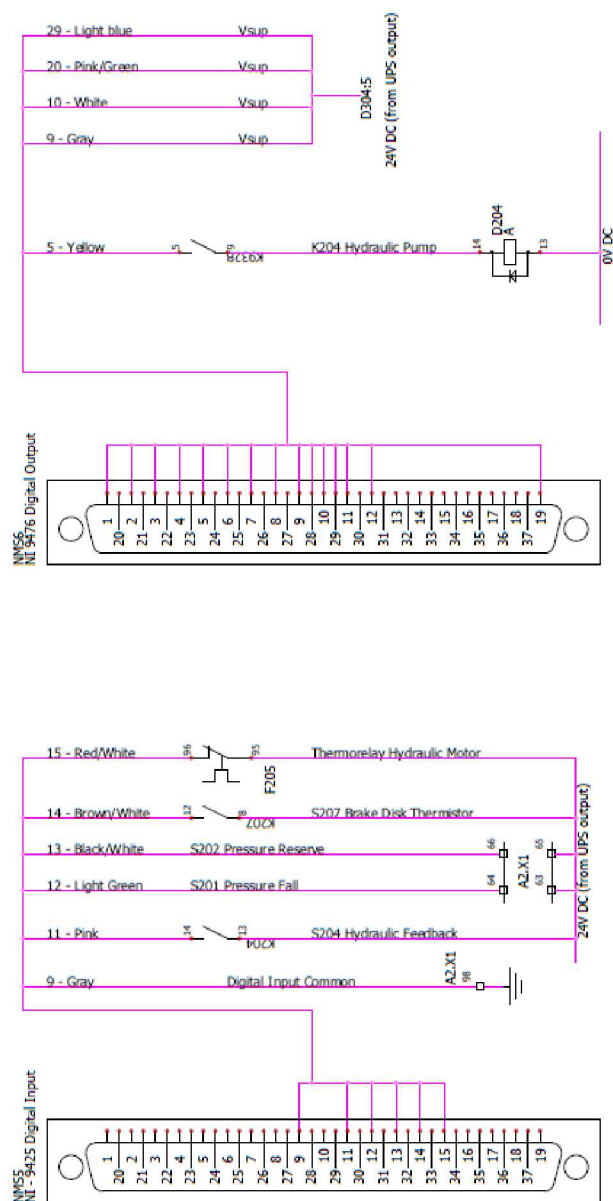 29 - Light blue Vsup
20 - Pink/Green Vsup
10 - White Vsup
9 - Gray Vsup
D304:5
24V DC (from UPS output)
5 - Yellow 5 9 K204 Hydraulic Pump 14 13
K932B
D204
A
0V DC
NMS6
NI 9476 Digital Output
1 20 2 21 3 22 4 23 5 24 6 25 7 26 8 27 9 28 10 29 11 30 12 31 13 32 14 33 15 34 16 35 17 36 18 37 19
15 - Red/White 96 95 Thermorelay Hydraulic Motor
F205
14 - Brown/White 12 8 S207 Brake Disk Thermistor
K207
13 - Black/White S202 Pressure Reserve 66 65
A2.X1
12 - Light Green S201 Pressure Fall 64 63
11 - Pink 14 13 S204 Hydraulic Feedback
K204
24V DC (from UPS output)
9 - Gray Digital Input Common
A2.X1
98
NMS5
NI - 9425 Digital Input
1 20 2 21 3 22 4 23 5 24 6 25 7 26 8 27 9 28 10 29 11 30 12 31 13 32 14 33 15 34 16 35 17 36 18 37 19